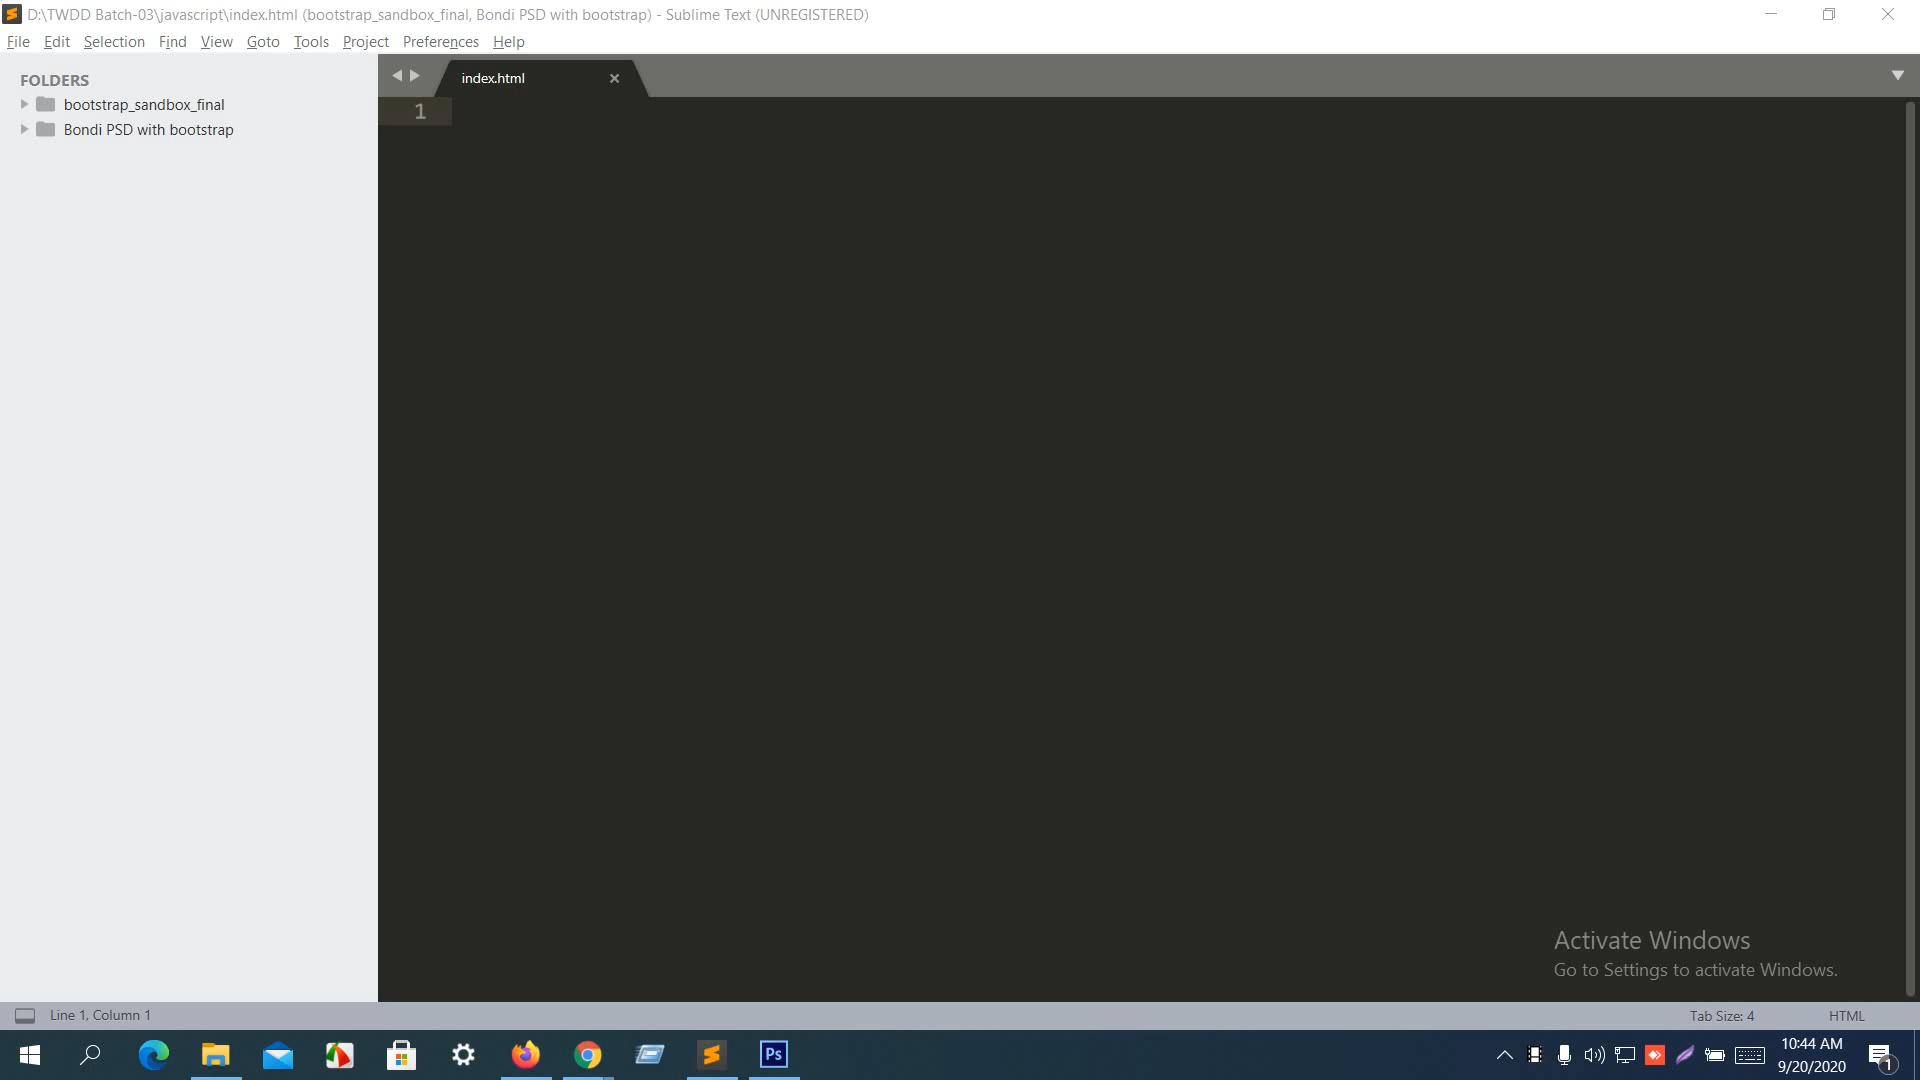 D:\TWDD Batch-03\javascript\index.html (bootstrap_sandbox_final, Bondi PSD with bootstrap) - Sublime Text (UNREGISTERED)
File Edit Selection Find View Goto Tools Project Preferences Help
FOLDERS
bootstrap_sandbox_final
Bondi PSD with bootstrap
index.html
1
Activate Windows
Go to Settings to activate Windows.
Line 1, Column 1
Tab Size: 4
HTML
Ps
10:44 AM
9/20/2020
1